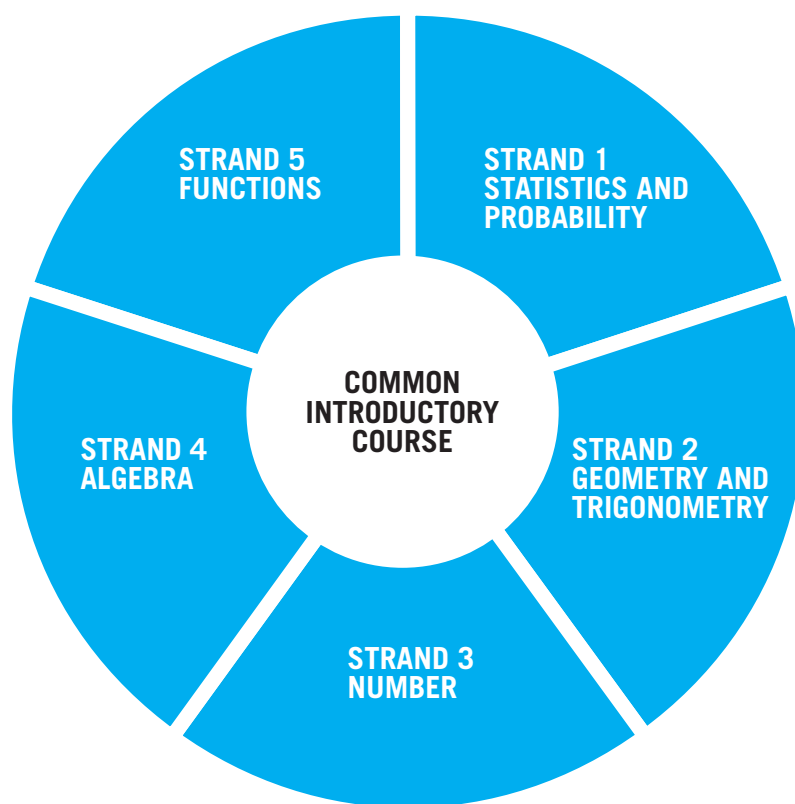 STRAND 5
FUNCTIONS
STRAND 1
STATISTICS AND
PROBABILITY
COMMON
INTRODUCTORY
COURSE
STRAND 4
ALGEBRA
STRAND 2
GEOMETRY AND
TRIGONOMETRY
STRAND 3
NUMBER